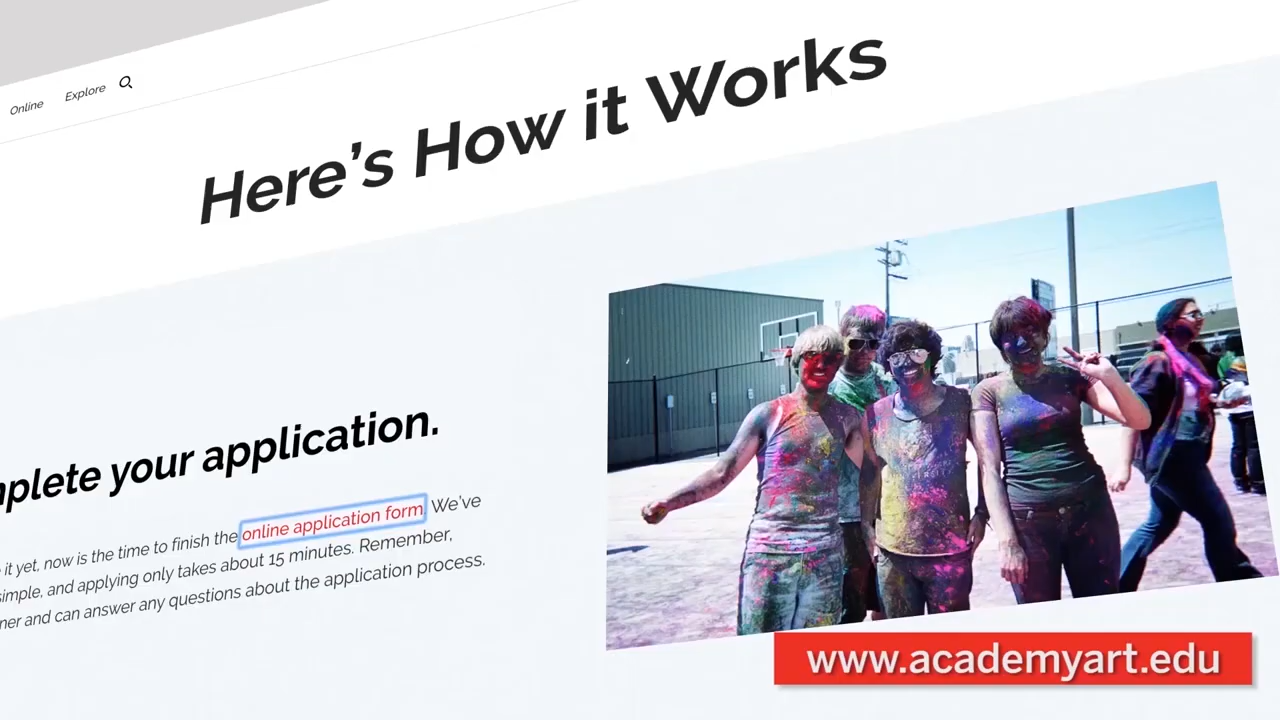 Online Explore
Here's How it Works
your application.
it yet, now is the time to finish the online application form. We've
simple, and applying only takes about 15 minutes. Remember,
and can answer any questions about the application process.
www.academyart.edu